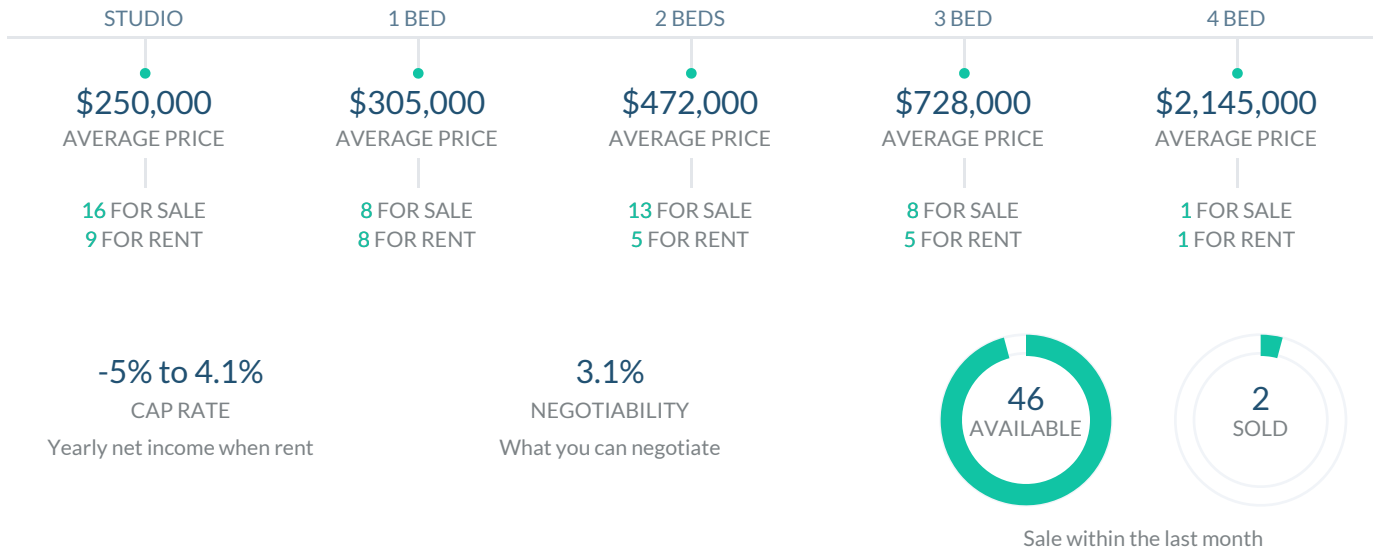 STUDIO
1 BED
2 BEDS
3 BED
4 BED
$250,000
$305,000
$472,000
$728,000
$2,145,000
AVERAGE PRICE
AVERAGE PRICE
AVERAGE PRICE
AVERAGE PRICE
AVERAGE PRICE
16 FOR SALE
8 FOR SALE
13 FOR SALE
8 FOR SALE
1 FOR SALE
9 FOR RENT
8 FOR RENT
5 FOR RENT
5 FOR RENT
1 FOR RENT
-5% to 4.1%
CAP RATE
Yearly net income when rent
3.1%
NEGOTIABILITY
What you can negotiate
46
AVAILABLE
2
SOLD
Sale within the last month